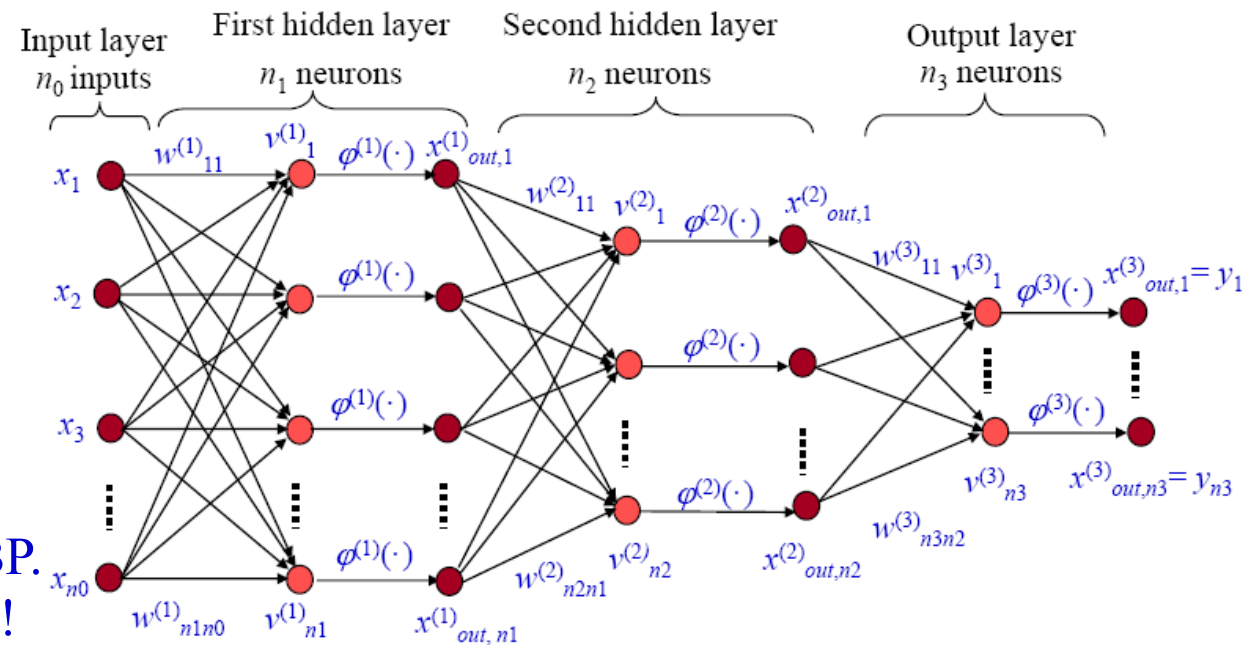 Input layer
n₀ inputs
First hidden layer
n₁ neurons
Second hidden layer
n₂ neurons
Output layer
n₃ neurons
x₁ w⁽¹⁾₁₁ v⁽¹⁾₁ φ⁽¹⁾(·) x⁽¹⁾out,1
w⁽²⁾₁₁ v⁽²⁾₁ φ⁽²⁾(·) x⁽²⁾out,1
x₂ φ⁽¹⁾(·)
w⁽³⁾₁₁ v⁽³⁾₁ φ⁽³⁾(·) x⁽³⁾out,1= y₁
φ⁽²⁾(·)
x₃ φ⁽¹⁾(·)
φ⁽³⁾(·)
φ⁽²⁾(·)
v⁽³⁾n3 x⁽³⁾out,n3= yn3
w⁽³⁾n3n2
P.
xn0 φ⁽¹⁾(·)
w⁽²⁾n2n1 v⁽²⁾n2 x⁽²⁾out,n2
!
w⁽¹⁾n1n0 v⁽¹⁾n1 x⁽¹⁾out, n1